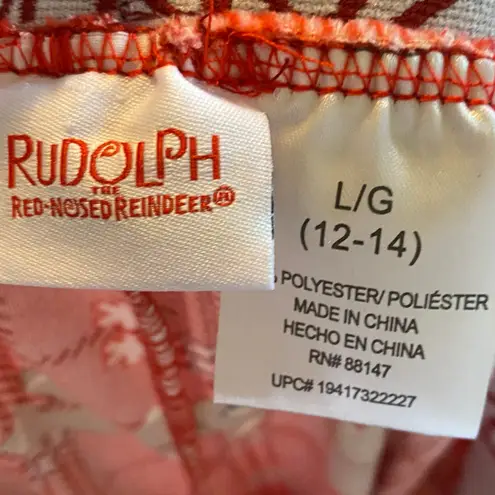 RUDOLPH
THE
RED-NOSED REINDEER
L/G
(12-14)
% POLYESTER/ POLIÉSTER
MADE IN CHINA
HECHO EN CHINA
RN# 88147
UPC# 19417322227